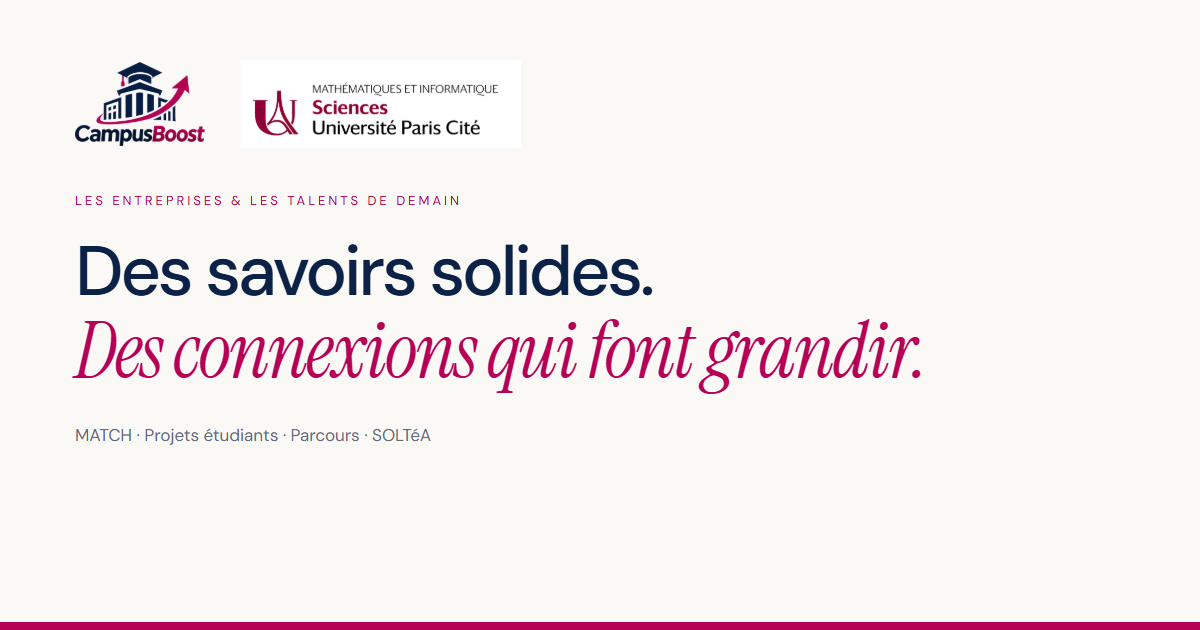 CampusBoost
MATHÉMATIQUES ET INFORMATIQUE
Sciences
Université Paris Cité
LES ENTREPRISES & LES TALENTS DE DEMAIN
Des savoirs solides.
Des connexions qui font grandir.
MATCH · Projets étudiants · Parcours · SOLTéA